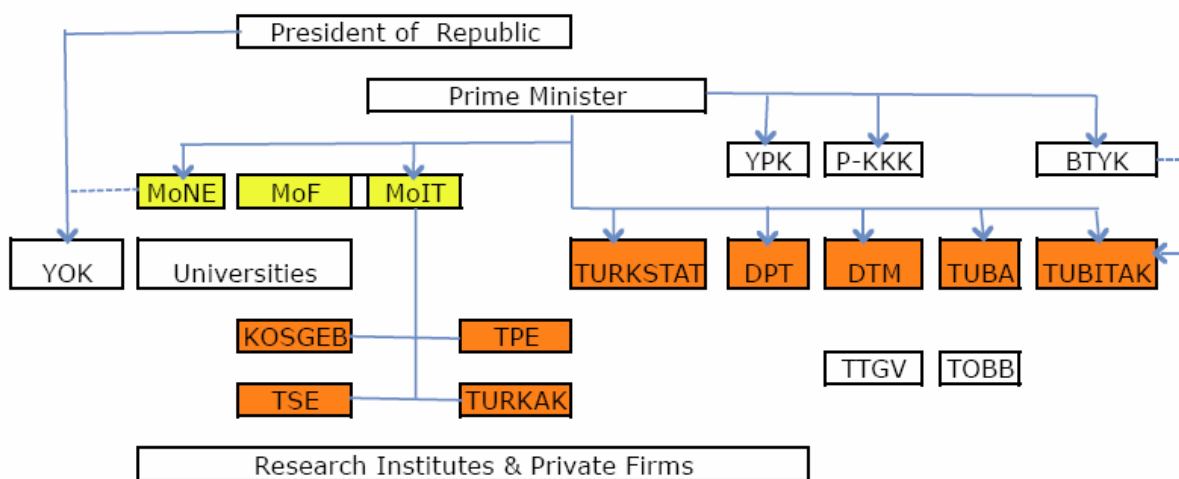 President of Republic
Prime Minister
YPK
P-KKK
BTYK
MoNE
MoF
MoIT
YOK
Universities
TURKSTAT
DPT
DTM
TUBA
TUBITAK
KOSGEB
TPE
TTGV
TOBB
TSE
TURKAK
Research Institutes & Private Firms